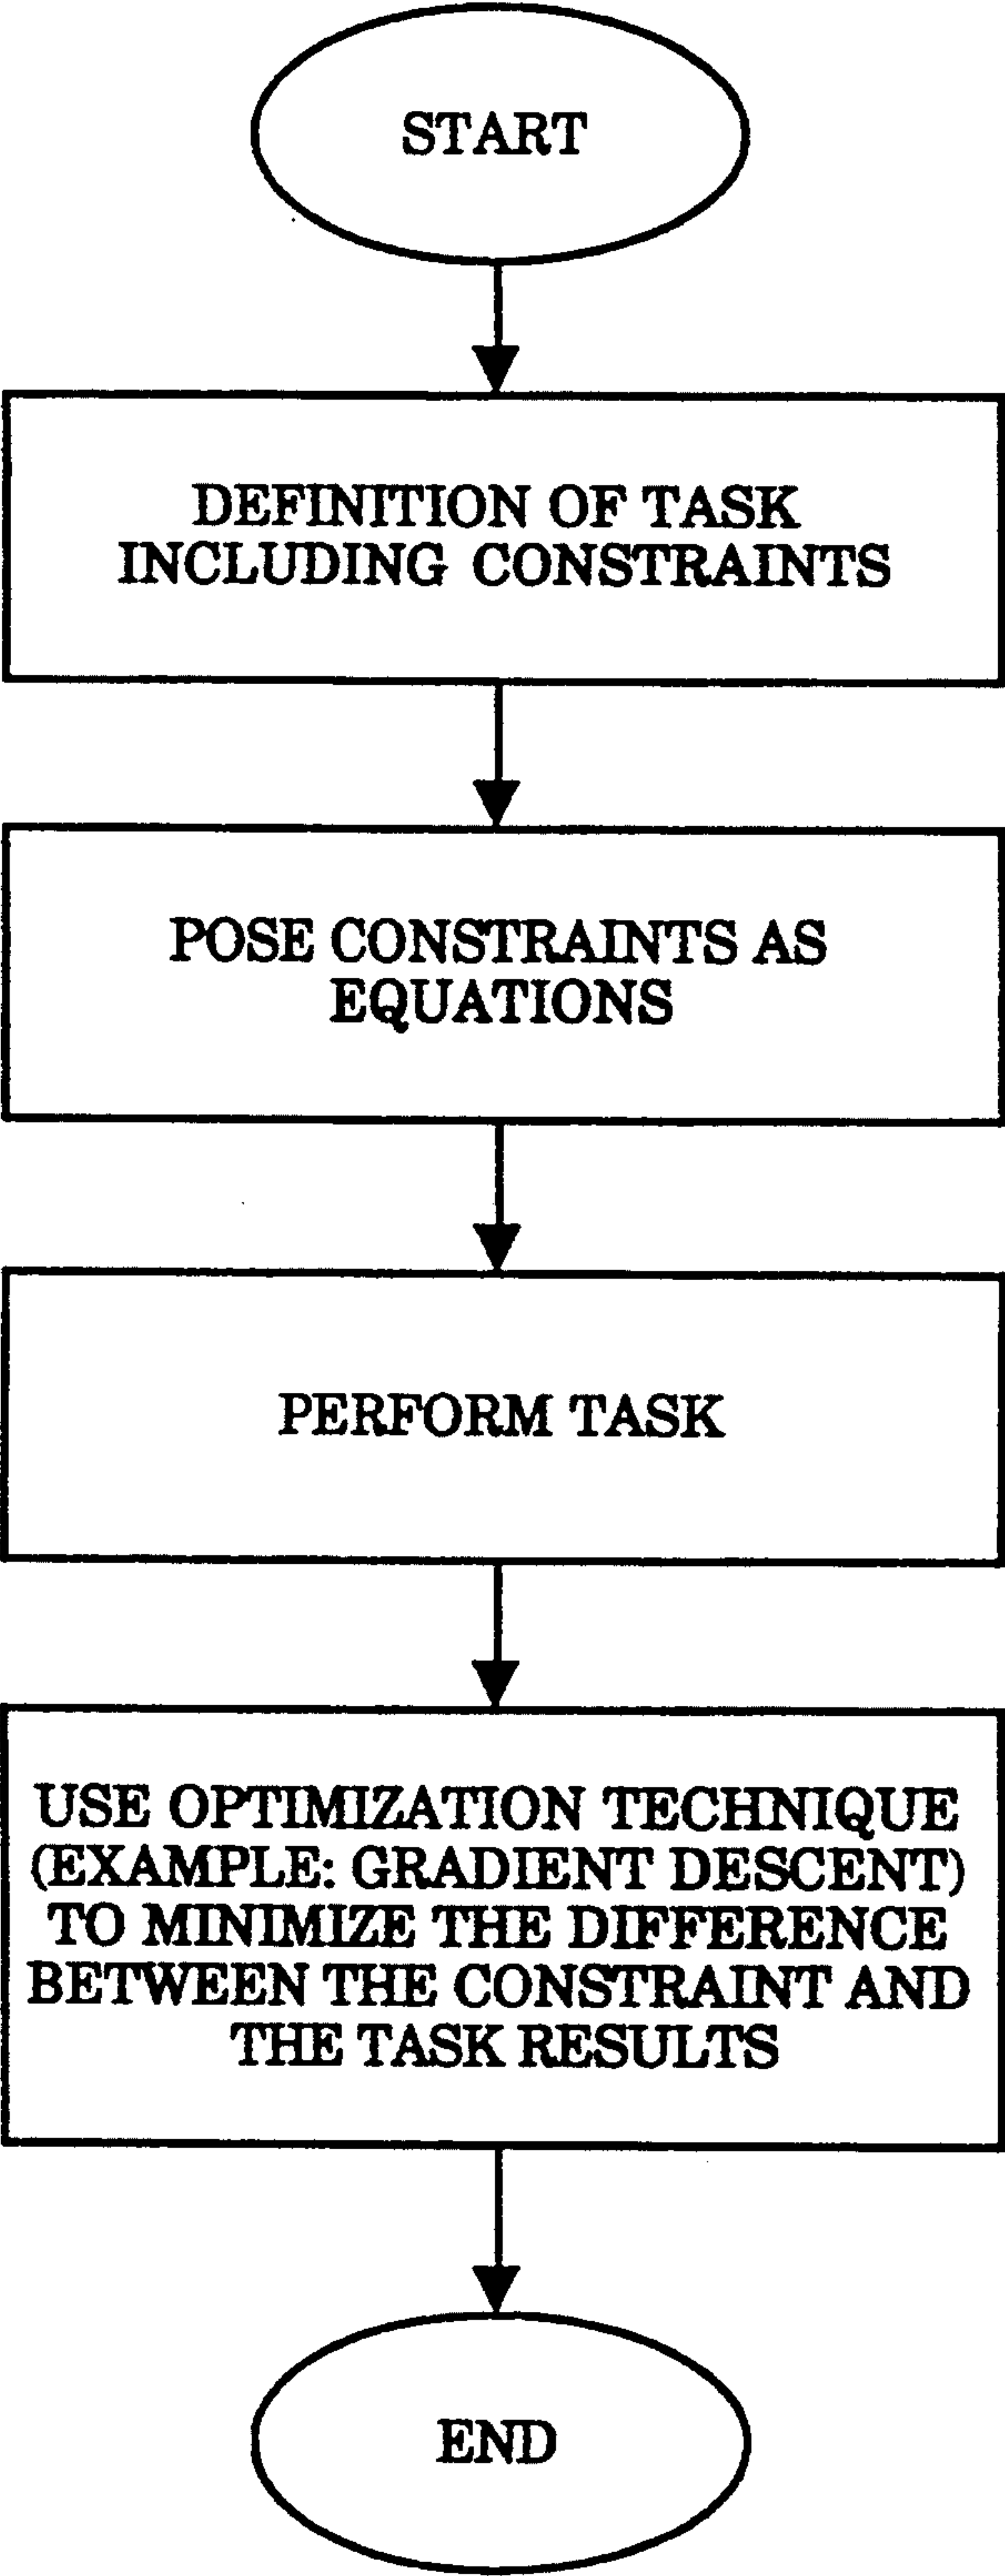 START
DEFINITION OF TASK
INCLUDING CONSTRAINTS
POSE CONSTRAINTS AS
EQUATIONS
PERFORM TASK
USE OPTIMIZATION TECHNIQUE
(EXAMPLE: GRADIENT DESCENT)
TO MINIMIZE THE DIFFERENCE
BETWEEN THE CONSTRAINT AND
THE TASK RESULTS
END